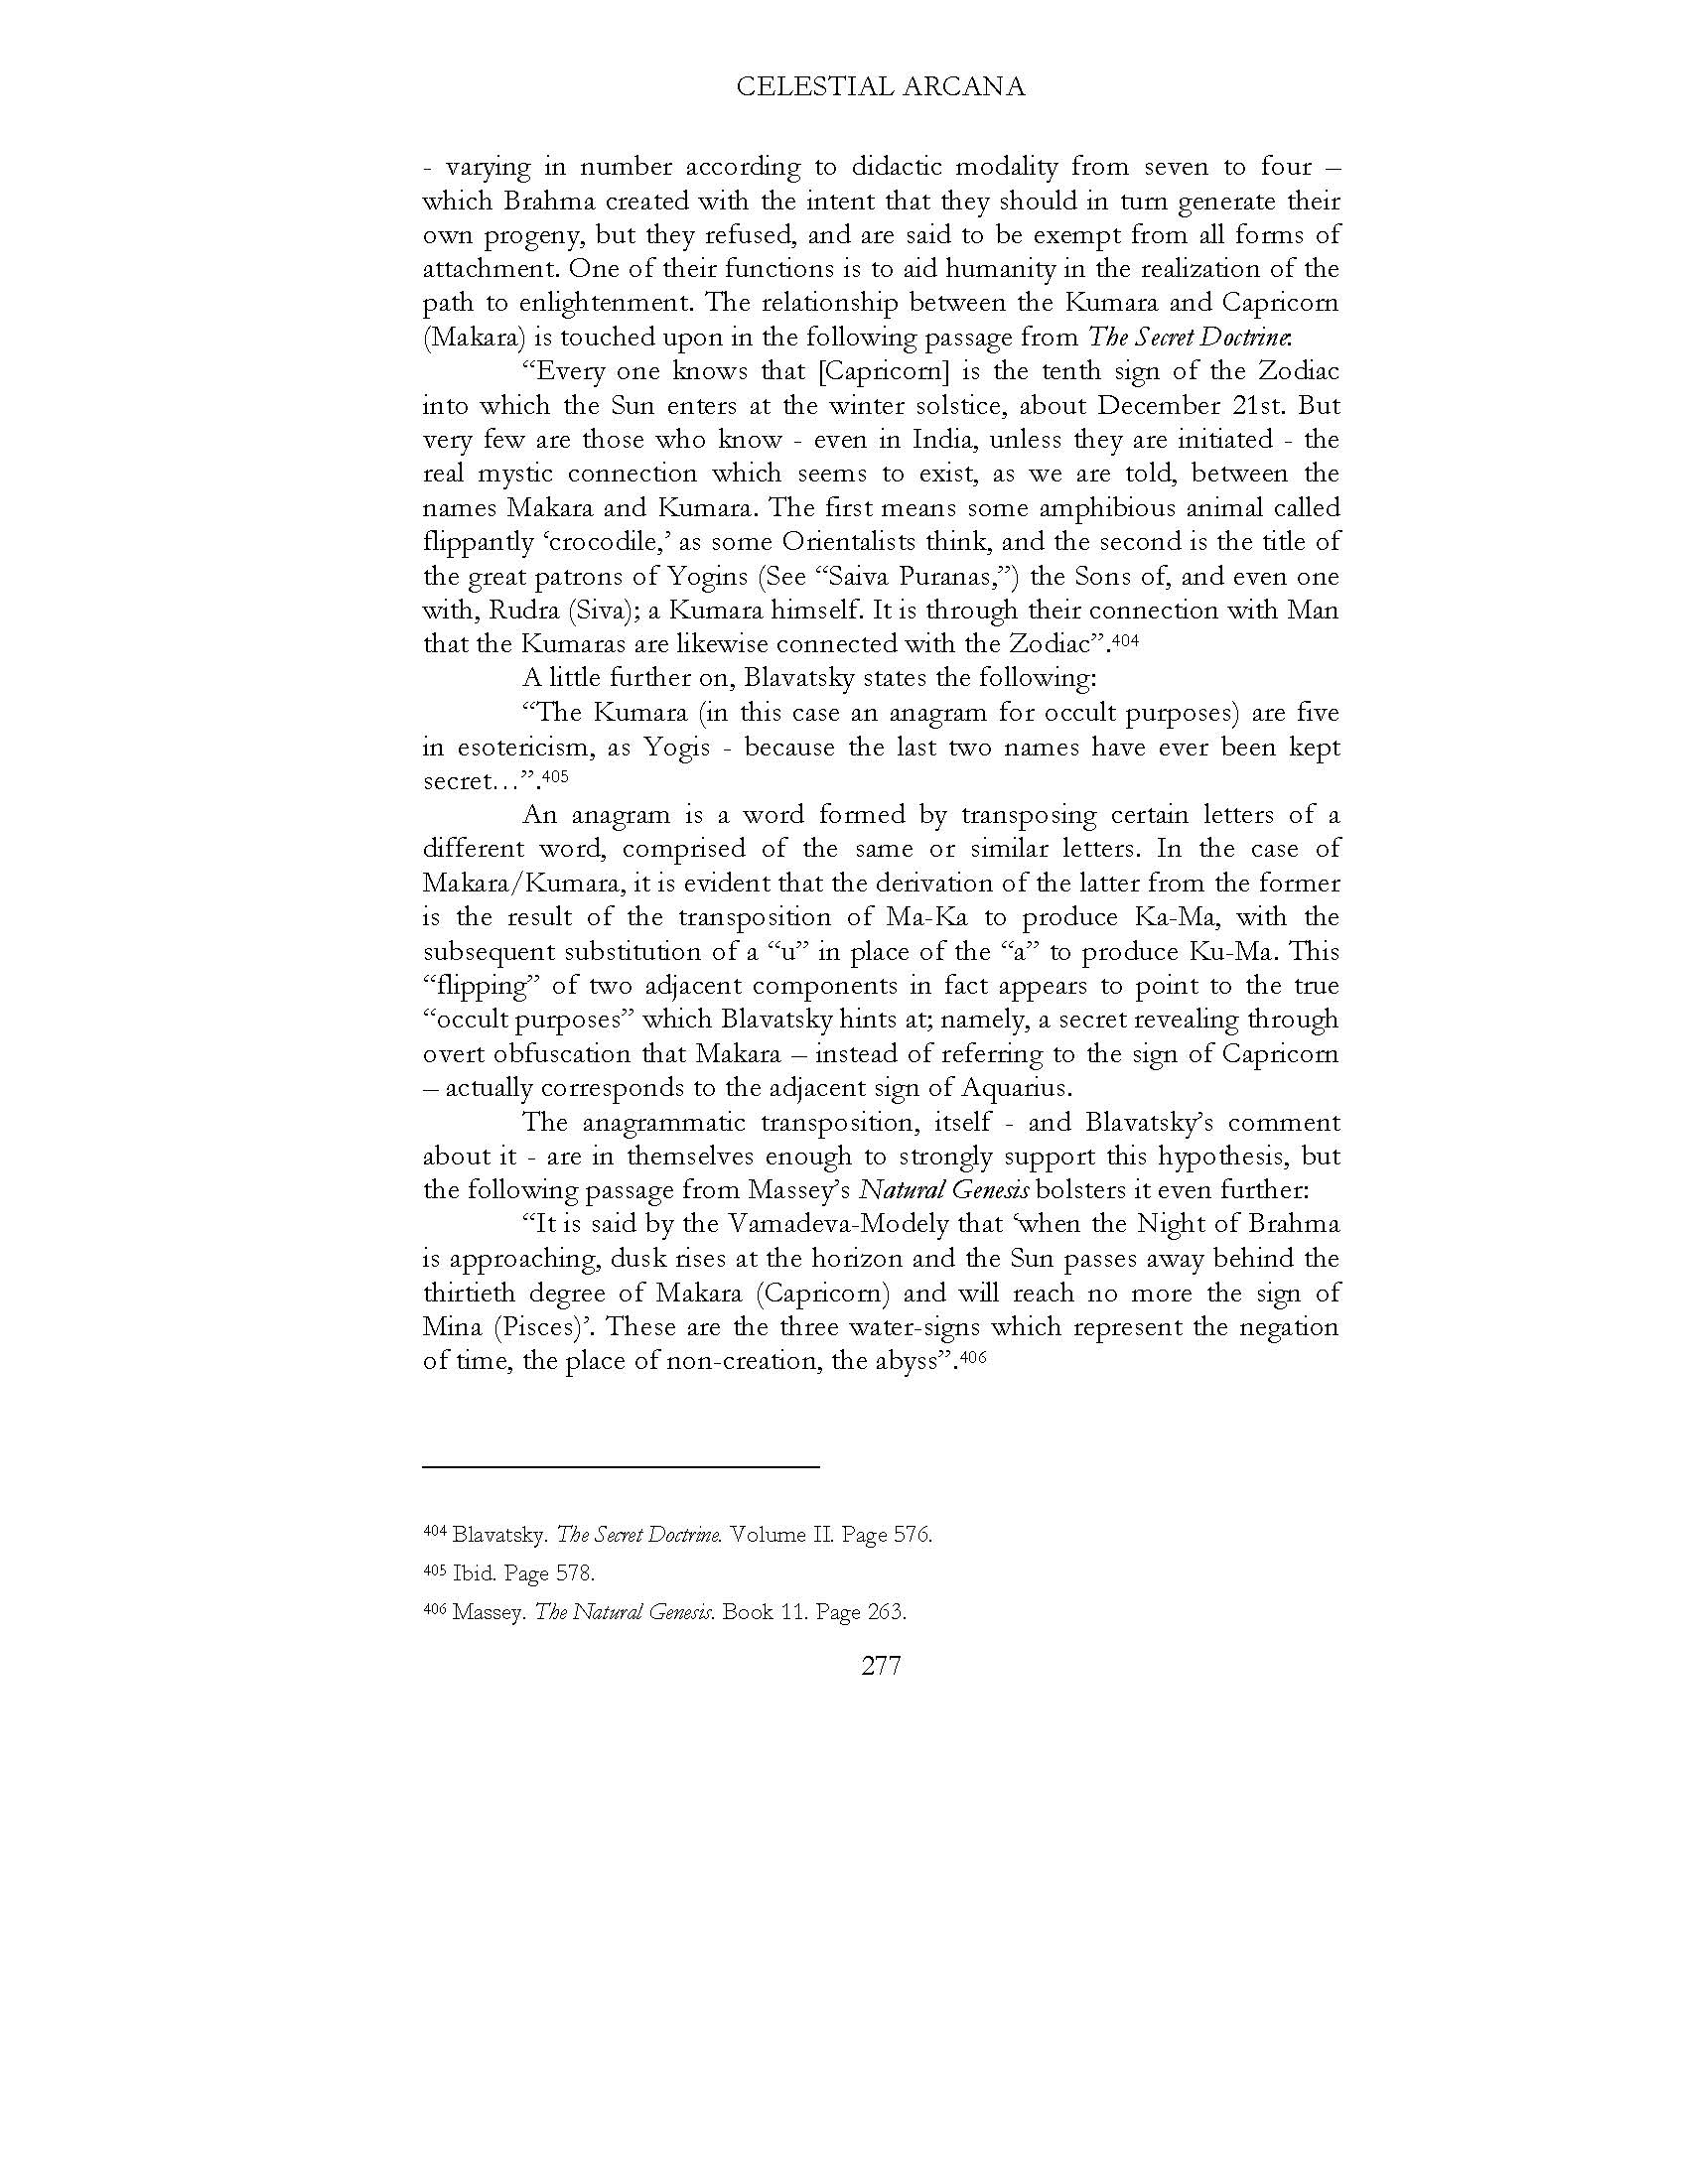 CELESTIAL ARCANA
- varying in number according to didactic modality from seven to four –
which Brahma created with the intent that they should in turn generate their
own progeny, but they refused, and are said to be exempt from all forms of
attachment. One of their functions is to aid humanity in the realization of the
path to enlightenment. The relationship between the Kumara and Capricorn
(Makara) is touched upon in the following passage from The Secret Doctrine:
“Every one knows that [Capricorn] is the tenth sign of the Zodiac
into which the Sun enters at the winter solstice, about December 21st. But
very few are those who know - even in India, unless they are initiated - the
real mystic connection which seems to exist, as we are told, between the
names Makara and Kumara. The first means some amphibious animal called
flippantly ‘crocodile,’ as some Orientalists think, and the second is the title of
the great patrons of Yogins (See “Saiva Puranas,”) the Sons of, and even one
with, Rudra (Siva); a Kumara himself. It is through their connection with Man
that the Kumaras are likewise connected with the Zodiac”.404
A little further on, Blavatsky states the following:
“The Kumara (in this case an anagram for occult purposes) are five
in esotericism, as Yogis - because the last two names have ever been kept
secret…”.405
An anagram is a word formed by transposing certain letters of a
different word, comprised of the same or similar letters. In the case of
Makara/Kumara, it is evident that the derivation of the latter from the former
is the result of the transposition of Ma-Ka to produce Ka-Ma, with the
subsequent substitution of a “u” in place of the “a” to produce Ku-Ma. This
“flipping” of two adjacent components in fact appears to point to the true
“occult purposes” which Blavatsky hints at; namely, a secret revealing through
overt obfuscation that Makara – instead of referring to the sign of Capricorn
– actually corresponds to the adjacent sign of Aquarius.
The anagrammatic transposition, itself - and Blavatsky’s comment
about it - are in themselves enough to strongly support this hypothesis, but
the following passage from Massey’s Natural Genesis bolsters it even further:
“It is said by the Vamadeva-Modely that ‘when the Night of Brahma
is approaching, dusk rises at the horizon and the Sun passes away behind the
thirtieth degree of Makara (Capricorn) and will reach no more the sign of
Mina (Pisces)’. These are the three water-signs which represent the negation
of time, the place of non-creation, the abyss”.406
404 Blavatsky. The Secret Doctrine. Volume II. Page 576.
405 Ibid. Page 578.
406 Massey. The Natural Genesis. Book 11. Page 263.
277